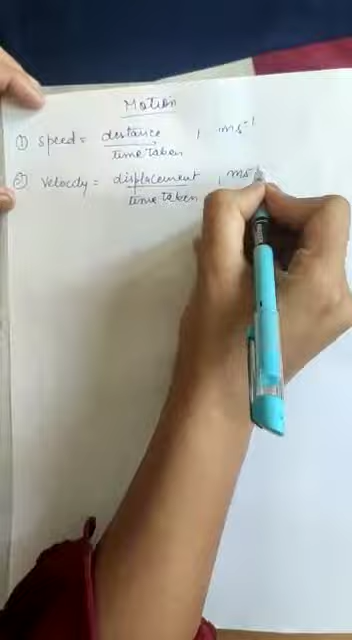 Motion
① Speed = distance / time taken , ms⁻¹
② Velocity = displacement / time taken , ms⁻